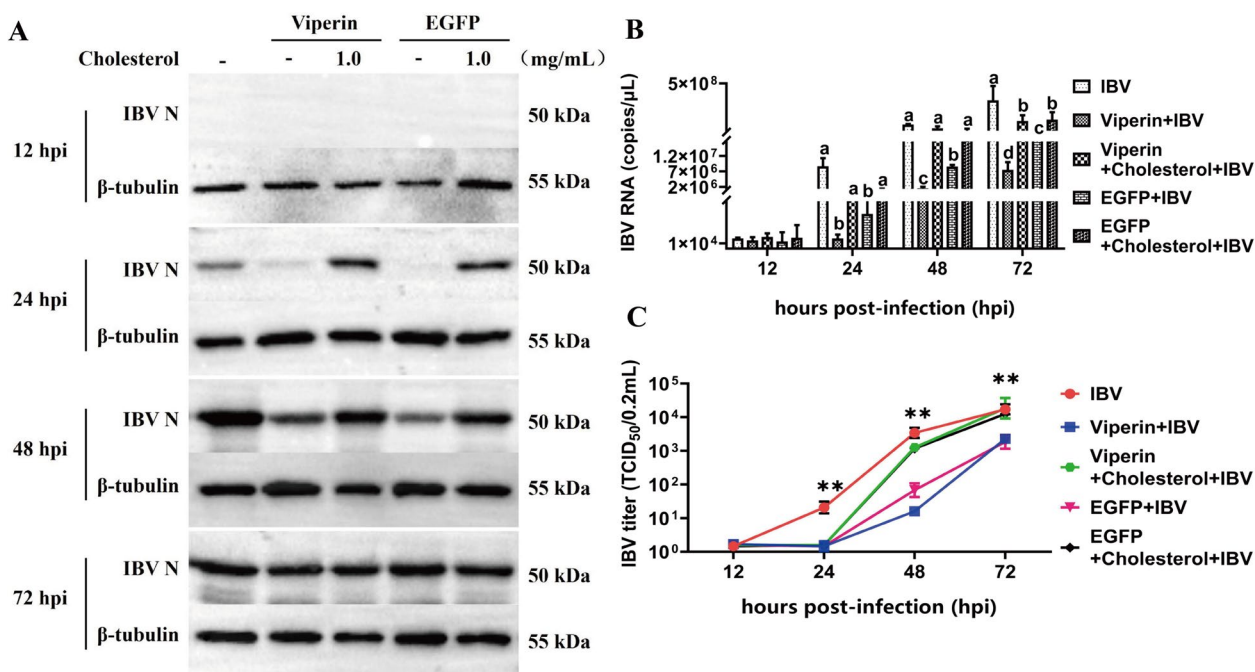 A
Viperin EGFP
Cholesterol - - 1.0 - 1.0 (mg/mL)
12 hpi
IBV N 50 kDa
β-tubulin 55 kDa
24 hpi
IBV N 50 kDa
β-tubulin 55 kDa
48 hpi
IBV N 50 kDa
β-tubulin 55 kDa
72 hpi
IBV N 50 kDa
β-tubulin 55 kDa
B
IBV RNA (copies/μL)
5×10⁸
1.2×10⁷
7×10⁶
2×10⁶
1×10⁴
a b a b a
a c a b a
a d b c b
12 24 48 72
hours post-infection (hpi)
IBV
Viperin+IBV
Viperin
+Cholesterol+IBV
EGFP+IBV
EGFP
+Cholesterol+IBV
C
IBV titer (TCID₅₀/0.2mL)
10⁵
10⁴
10³
10²
10¹
10⁰
** ** **
12 24 48 72
hours post-infection (hpi)
IBV
Viperin+IBV
Viperin
+Cholesterol+IBV
EGFP+IBV
EGFP
+Cholesterol+IBV